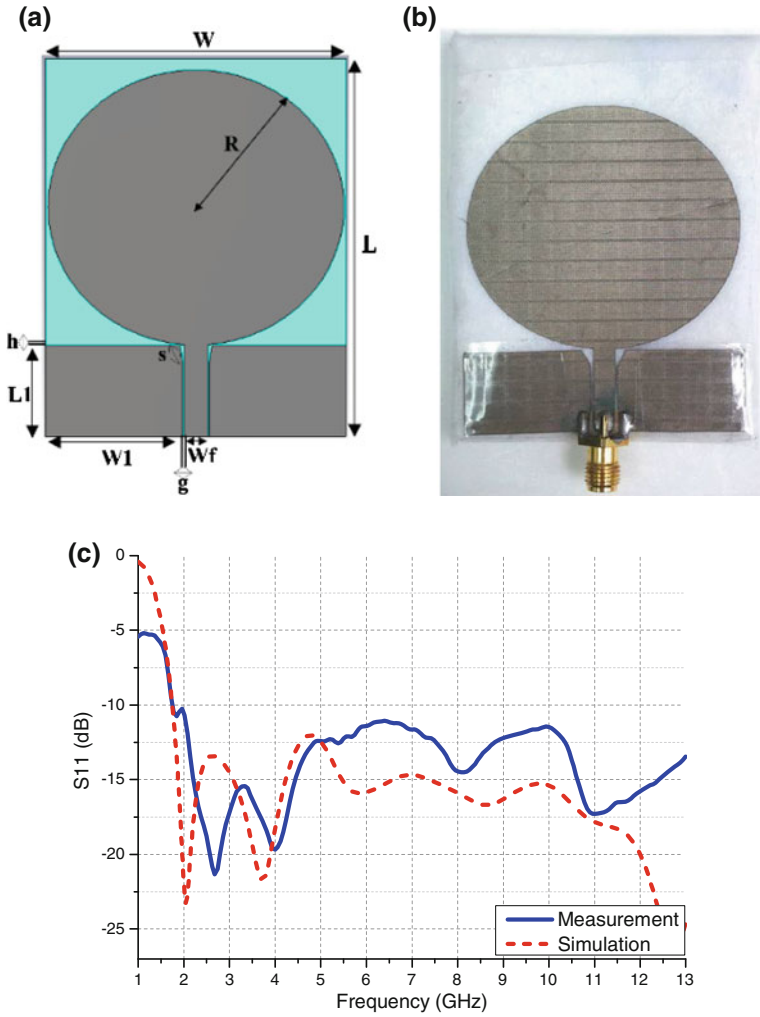 (a)
(b)
W
R
L
h
s
L1
W1
Wf
g
(c)
0
-5
-10
-15
-20
-25
S11 (dB)
Measurement
Simulation
1 2 3 4 5 6 7 8 9 10 11 12 13
Frequency (GHz)